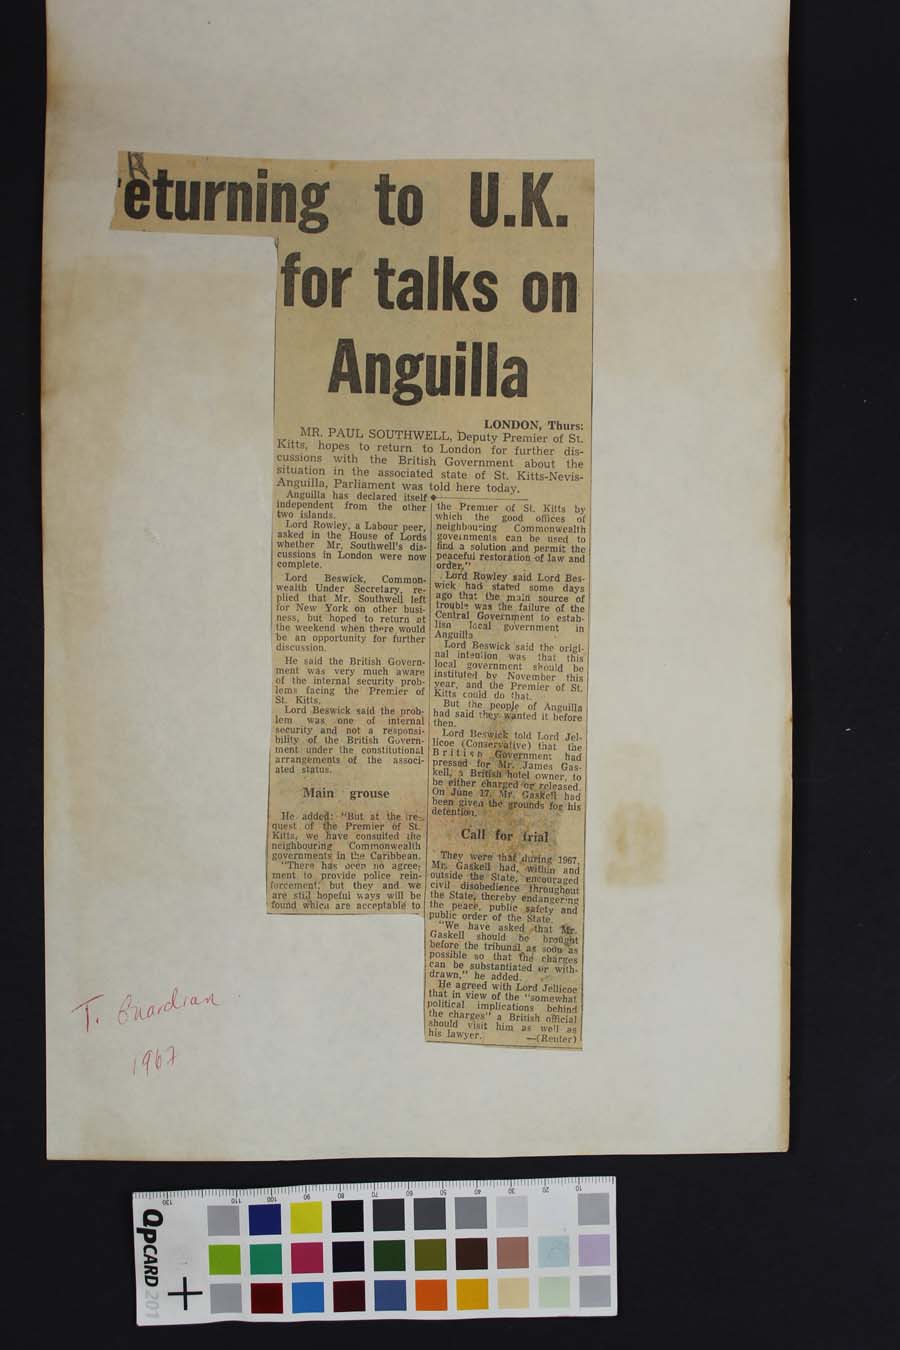 returning to U.K.
for talks on
Anguilla
LONDON, Thurs:
MR. PAUL SOUTHWELL, Deputy Premier of St.
Kitts, hopes to return to London for further dis-
cussions with the British Government about the
situation in the associated state of St. Kitts-Nevis-
Anguilla, Parliament was told here today.
Anguilla has declared itself
independent from the other
two islands.
Lord Rowley, a Labour peer,
asked in the House of Lords
whether Mr. Southwell's dis-
cussions in London were now
complete.
Lord Beswick, Common-
wealth Under Secretary, re-
plied that Mr. Southwell left
for New York on other busi-
ness, but hoped to return at
the weekend when there would
be an opportunity for further
discussion.
He said the British Govern-
ment was very much aware
of the internal security prob-
lems facing the Premier of
St. Kitts.
Lord Beswick said the prob-
lem was one of internal
security and not a responsi-
bility of the British Govern-
ment under the constitutional
arrangements of the associ-
ated status.
Main grouse
He added: "But at the re-
quest of the Premier of St.
Kitts, we have consulted the
neighbouring Commonwealth
governments in the Caribbean.
"There has been no agree-
ment to provide police rein-
forcement, but they and we
are still hopeful ways will be
found which are acceptable to
the Premier of St. Kitts by
which the good offices of
neighbouring Commonwealth
governments can be used to
find a solution and permit the
peaceful restoration of law and
order."
Lord Rowley said Lord Bes-
wick had stated some days
ago that the main source of
trouble was the failure of the
Central Government to estab-
lish local government in
Anguilla
Lord Beswick said the origi-
nal intention was that this
local government should be
instituted by November this
year, and the Premier of St.
Kitts could do that.
But the people of Anguilla
had said they wanted it before
then.
Lord Beswick told Lord Jel-
licoe (Conservative) that the
British Government had
pressed for Mr. James Gas-
kell, a British hotel owner, to
be either charged or released.
On June 17, Mr. Gaskell had
been given the grounds for his
detention.
Call for trial
They were that during 1967,
Mr. Gaskell had, within and
outside the State, encouraged
civil disobedience throughout
the State, thereby endangering
the peace, public safety and
public order of the State.
"We have asked that Mr.
Gaskell should be brought
before the tribunal as soon as
possible so that the charges
can be substantiated or with-
drawn," he added.
He agreed with Lord Jellicoe
that in view of the "somewhat
political implications behind
the charges" a British official
should visit him as well as
his lawyer. —(Reuter)
T. Guardian.
1967
130 110 100 90 80 70 60 50 40 30 20 10
QPCARD 201